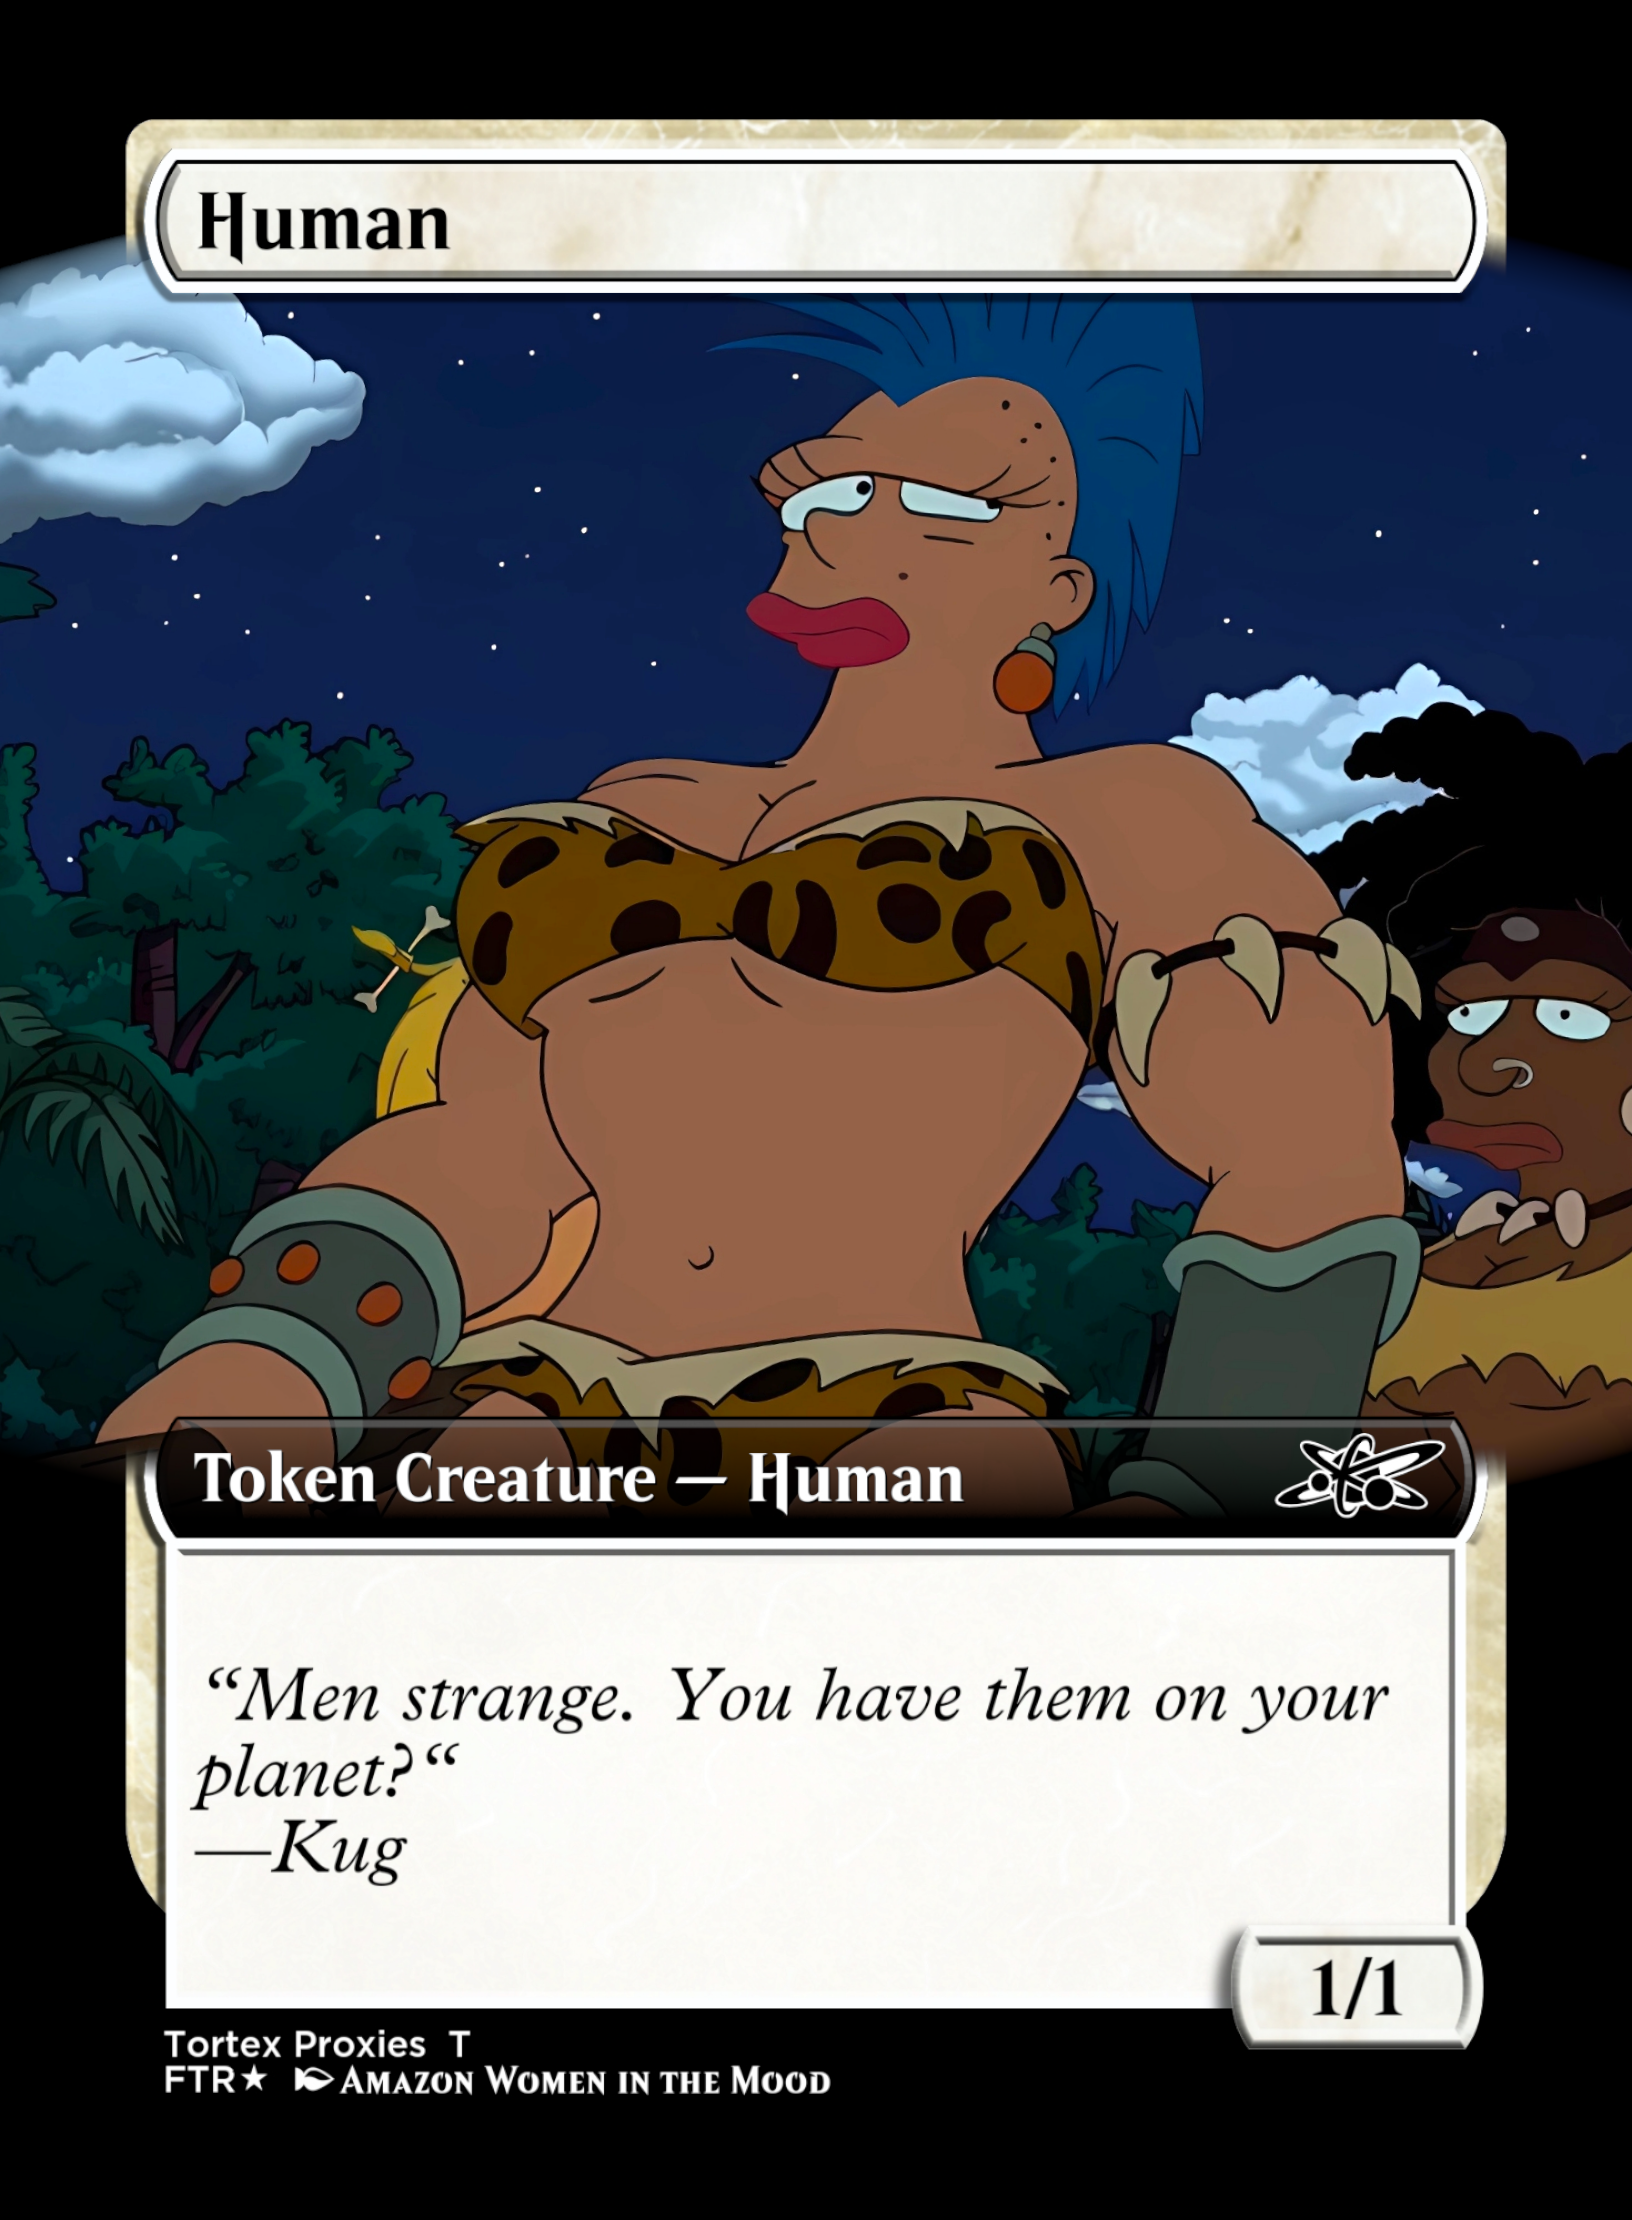 Human
Token Creature — Human
“Men strange. You have them on your
planet?“
—Kug
1/1
Tortex Proxies T
FTR★ AMAZON WOMEN IN THE MOOD